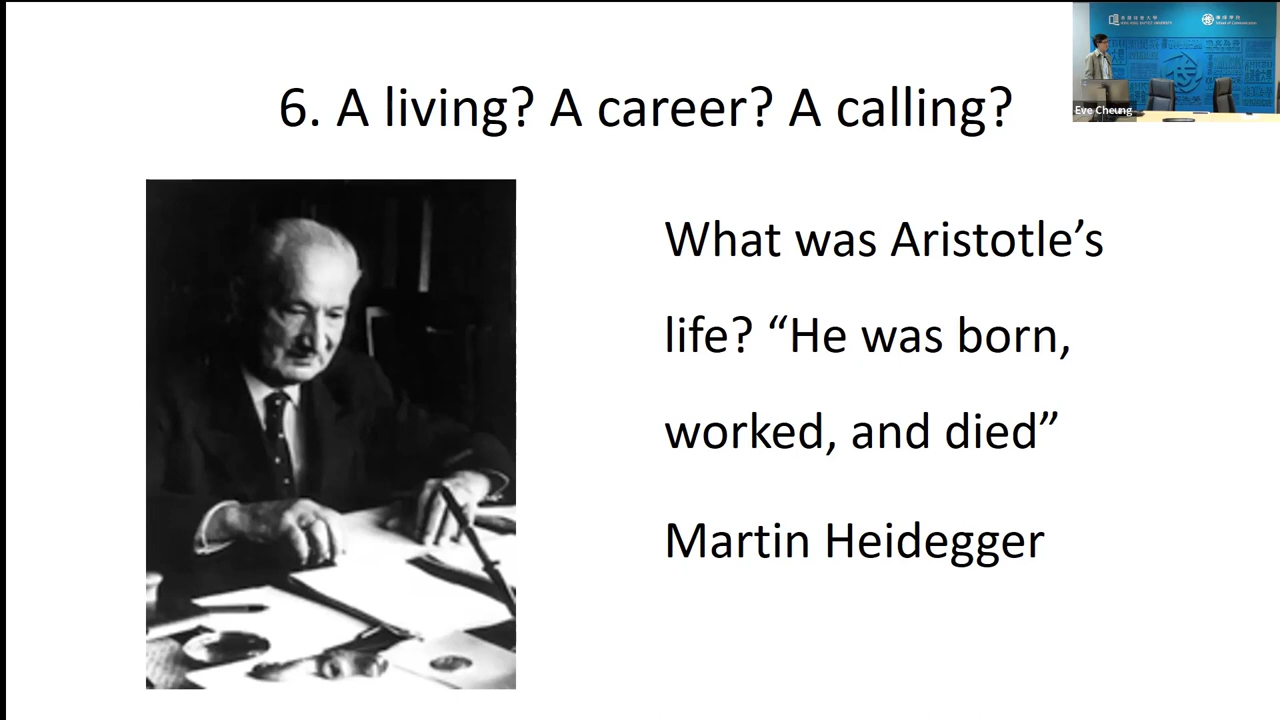 6. A living? A career? A calling?
What was Aristotle’s
life? “He was born,
worked, and died”
Martin Heidegger
Eve Cheung